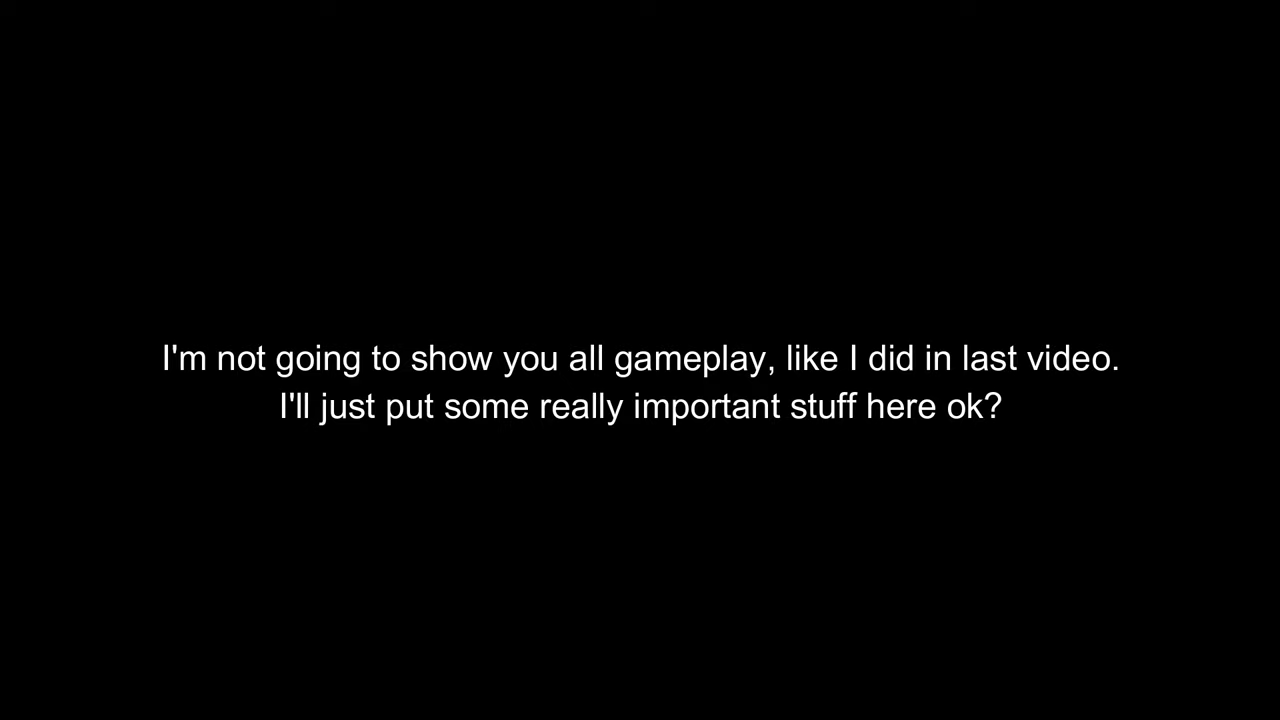 I'm not going to show you all gameplay, like I did in last video.
I'll just put some really important stuff here ok?